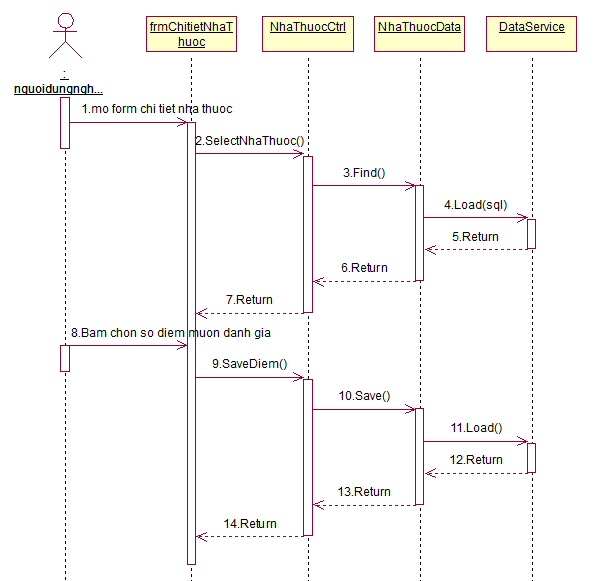 frmChitietNhaT
huoc
NhaThuocCtrl
NhaThuocData
DataService
:
nguoidungngh...
1.mo form chi tiet nha thuoc
2.SelectNhaThuoc()
3.Find()
4.Load(sql)
5.Return
6.Return
7.Return
8.Bam chon so diem muon danh gia
9.SaveDiem()
10.Save()
11.Load()
12.Return
13.Return
14.Return